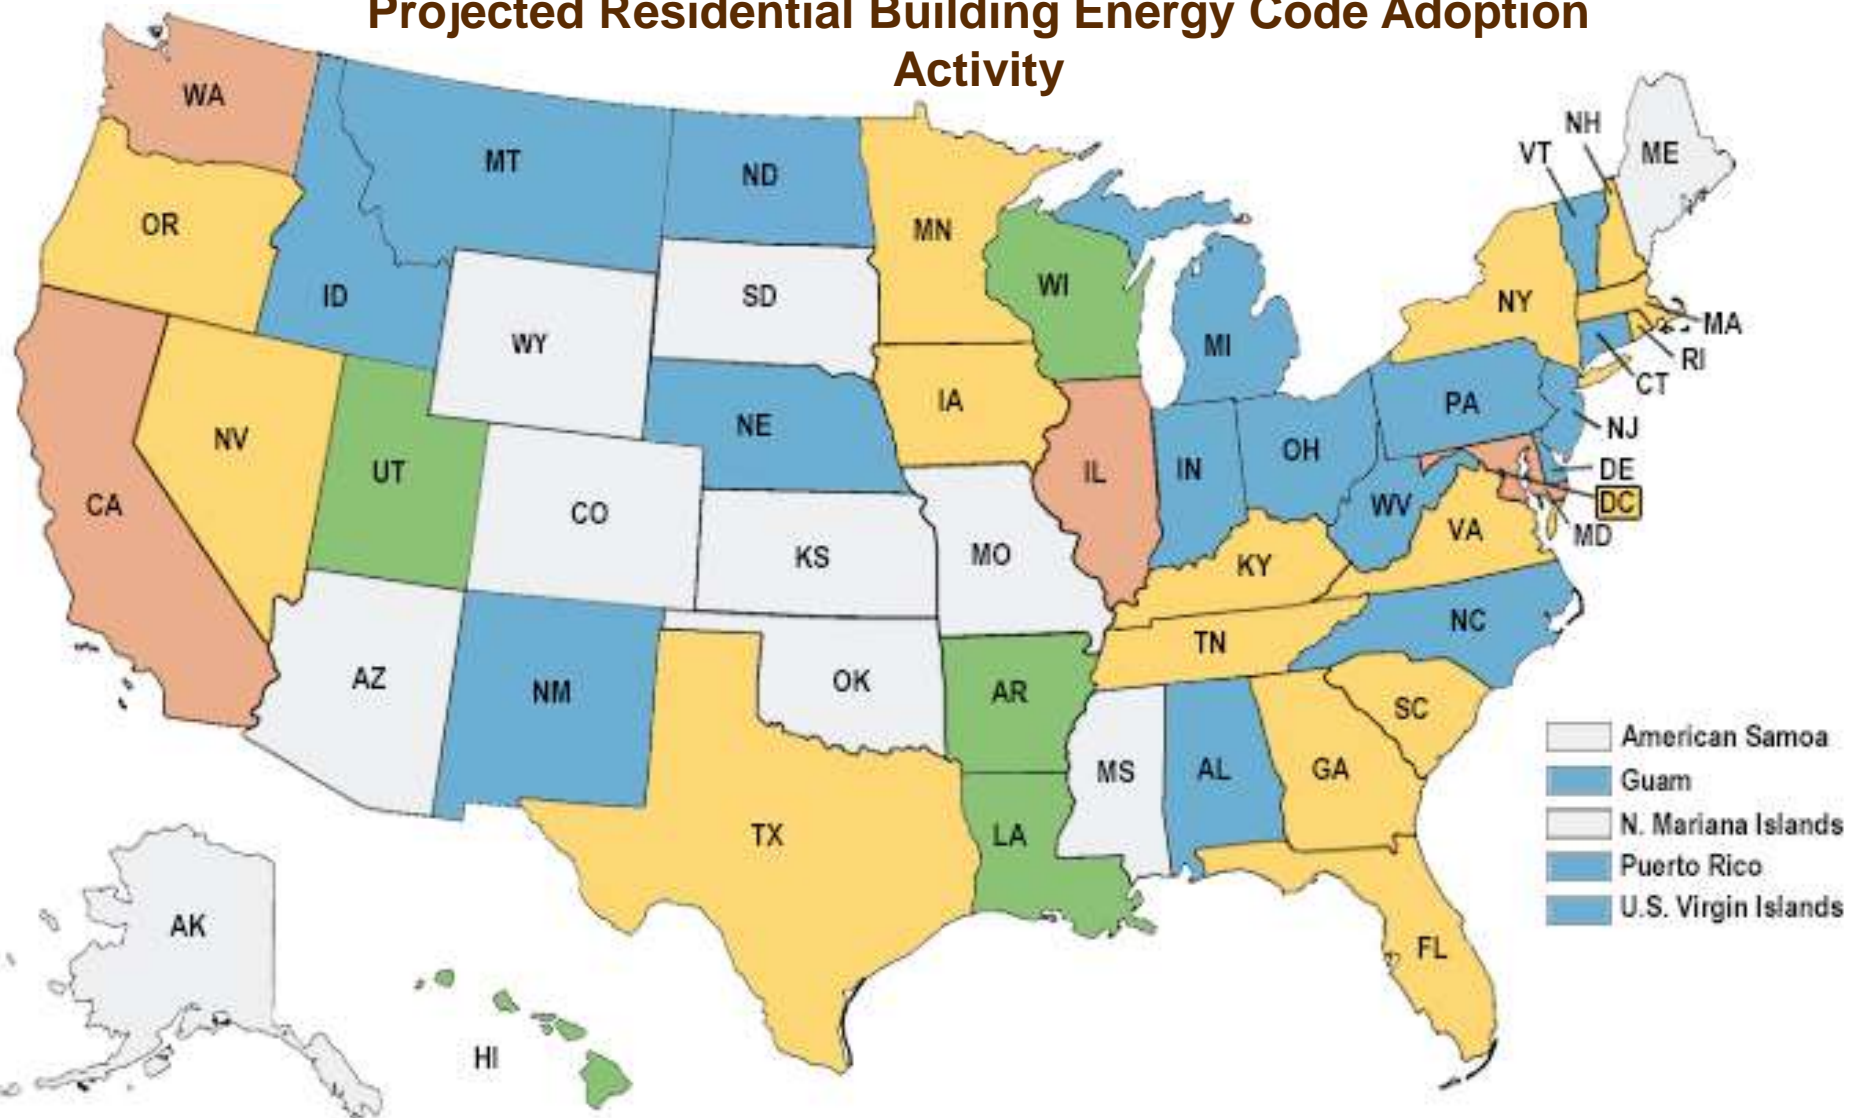 Projected Residential Building Energy Code Adoption
Activity
WA
MT
ND
MN
NH
VT
ME
OR
ID
SD
WI
NY
MA
RI
CT
WY
MI
IA
NE
PA
NJ
NV
UT
IL
IN
OH
DE
DC
MD
CA
CO
KS
MO
WV
VA
KY
NC
TN
AZ
NM
OK
AR
SC
MS
AL
GA
TX
LA
FL
AK
HI
American Samoa
Guam
N. Mariana Islands
Puerto Rico
U.S. Virgin Islands